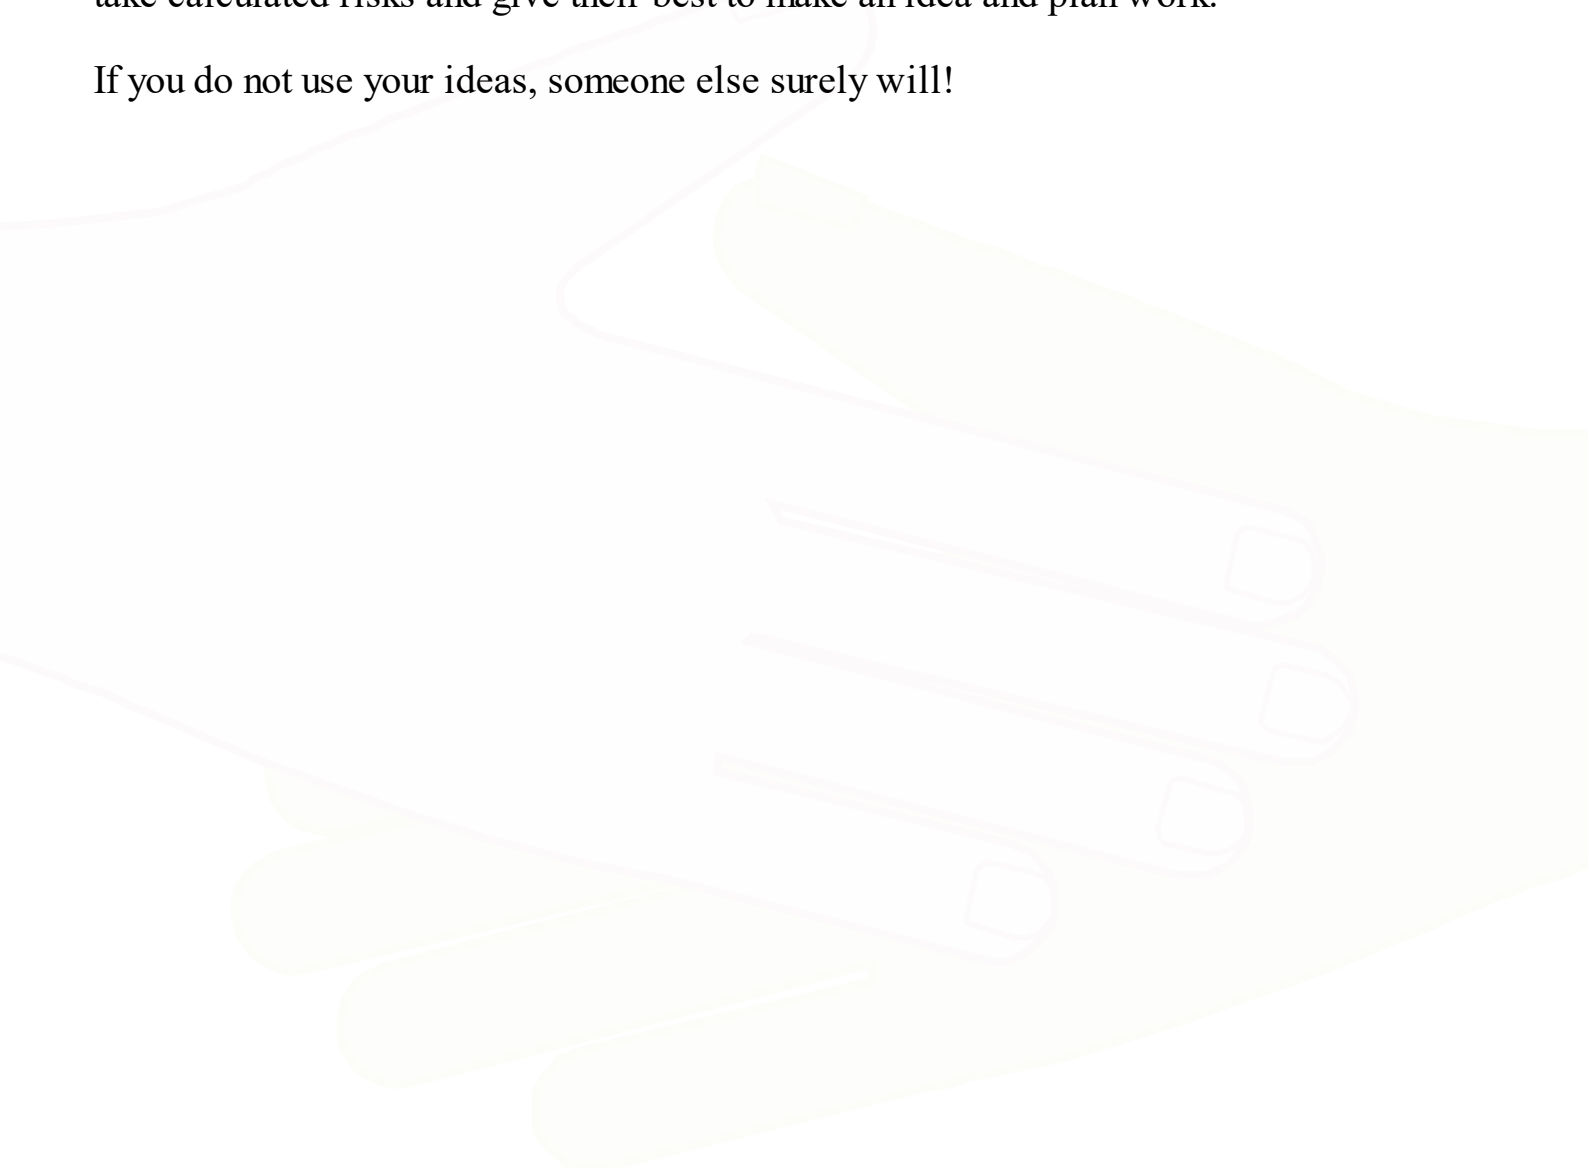 take calculated risks and give their best to make an idea and plan work.
If you do not use your ideas, someone else surely will!